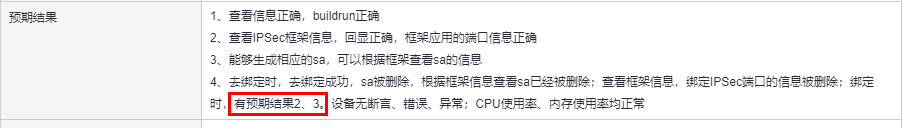 预期结果
1、查看信息正确，buildrun正确
2、查看IPSec框架信息，回显正确，框架应用的端口信息正确
3、能够生成相应的sa，可以根据框架查看sa的信息
4、去绑定时，去绑定成功，sa被删除，根据框架信息查看sa已经被删除；查看框架信息，绑定IPSec端口的信息被删除；绑定
时，有预期结果2、3。设备无断言、错误、异常；CPU使用率、内存使用率均正常